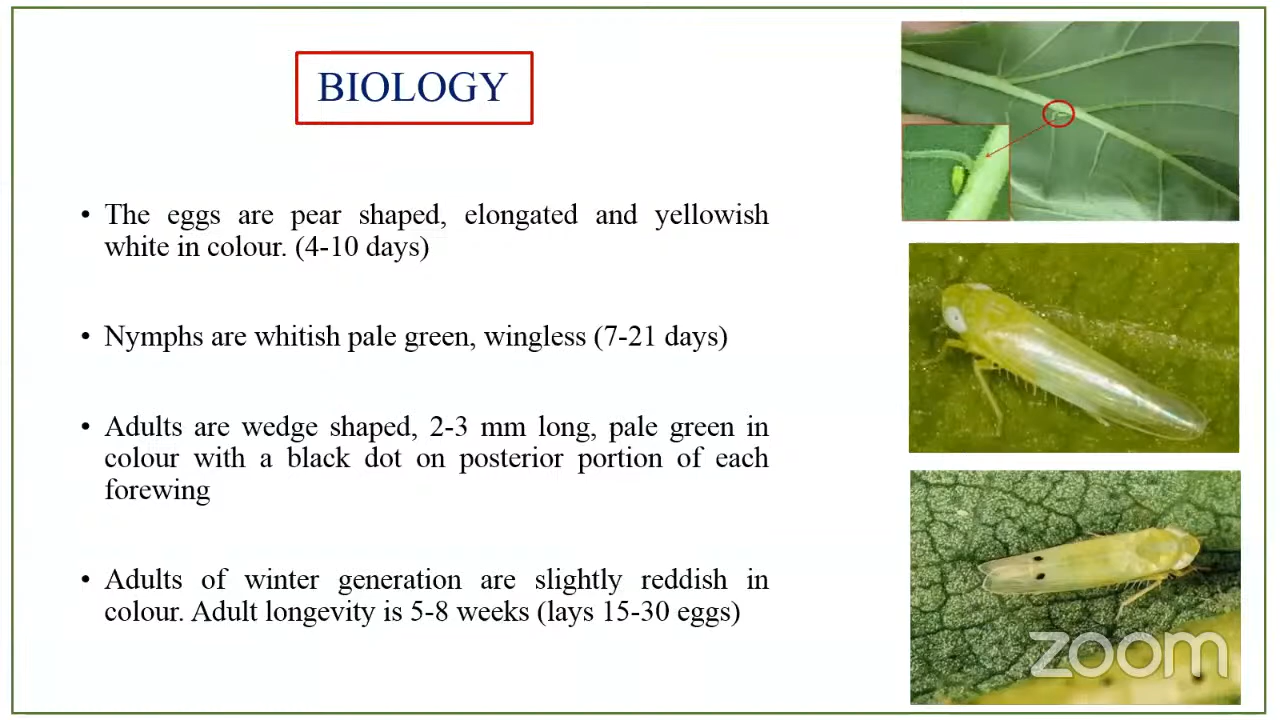 BIOLOGY
• The eggs are pear shaped, elongated and yellowish
white in colour. (4-10 days)
• Nymphs are whitish pale green, wingless (7-21 days)
• Adults are wedge shaped, 2-3 mm long, pale green in
colour with a black dot on posterior portion of each
forewing
• Adults of winter generation are slightly reddish in
colour. Adult longevity is 5-8 weeks (lays 15-30 eggs)
zoom